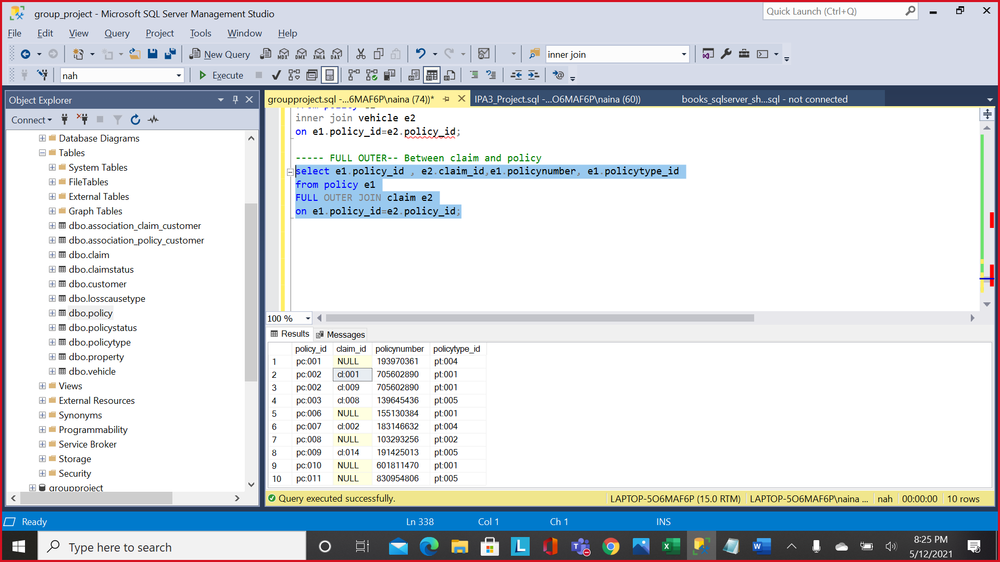 group_project - Microsoft SQL Server Management Studio
Quick Launch (Ctrl+Q)
File Edit View Query Project Tools Window Help
New Query MDX DMX XMLA DAX inner join
nah Execute
Object Explorer
Connect
Database Diagrams
Tables
System Tables
FileTables
External Tables
Graph Tables
dbo.association_claim_customer
dbo.association_policy_customer
dbo.claim
dbo.claimstatus
dbo.customer
dbo.losscausetype
dbo.policy
dbo.policystatus
dbo.policytype
dbo.property
dbo.vehicle
Views
External Resources
Synonyms
Programmability
Service Broker
Storage
Security
groupproject
groupproject.sql -...6MAF6P\naina (74))* IPA3_Project.sql -...O6MAF6P\naina (60)) books_sqlserver_sh...sql - not connected
inner join vehicle e2
on e1.policy_id=e2.policy_id;
----- FULL OUTER-- Between claim and policy
select e1.policy_id , e2.claim_id,e1.policynumber, e1.policytype_id
from policy e1
FULL OUTER JOIN claim e2
on e1.policy_id=e2.policy_id;
100 %
Results Messages
policy_id claim_id policynumber policytype_id
1 pc:001 NULL 193970361 pt:004
2 pc:002 cl:001 705602890 pt:001
3 pc:002 cl:009 705602890 pt:001
4 pc:003 cl:008 139645436 pt:005
5 pc:006 NULL 155130384 pt:001
6 pc:007 cl:002 183146632 pt:004
7 pc:008 NULL 103293256 pt:002
8 pc:009 cl:014 191425013 pt:005
9 pc:010 NULL 601811470 pt:001
10 pc:011 NULL 830954806 pt:005
Query executed successfully. LAPTOP-5O6MAF6P (15.0 RTM) LAPTOP-5O6MAF6P\naina ... nah 00:00:00 10 rows
Ready Ln 338 Col 1 Ch 1 INS
Type here to search
8:25 PM
5/12/2021